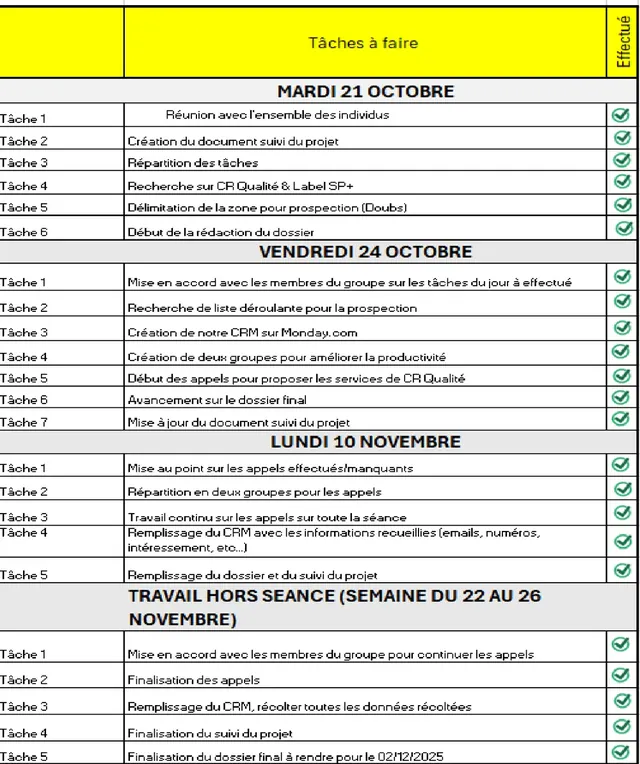 Tâches à faire
Effectué
MARDI 21 OCTOBRE
Tâche 1 Réunion avec l'ensemble des individus
Tâche 2 Création du document suivi du projet
Tâche 3 Répartition des tâches
Tâche 4 Recherche sur CR Qualité & Label SP+
Tâche 5 Délimitation de la zone pour prospection (Doubs)
Tâche 6 Début de la rédaction du dossier
VENDREDI 24 OCTOBRE
Tâche 1 Mise en accord avec les membres du groupe sur les tâches du jour à effectué
Tâche 2 Recherche de liste déroulante pour la prospection
Tâche 3 Création de notre CRM sur Monday.com
Tâche 4 Création de deux groupes pour améliorer la productivité
Tâche 5 Début des appels pour proposer les services de CR Qualité
Tâche 6 Avancement sur le dossier final
Tâche 7 Mise à jour du document suivi du projet
LUNDI 10 NOVEMBRE
Tâche 1 Mise au point sur les appels effectués/manquants
Tâche 2 Répartition en deux groupes pour les appels
Tâche 3 Travail continu sur les appels sur toute la séance
Tâche 4 Remplissage du CRM avec les informations recueillies (emails, numéros,
intéressement, etc...)
Tâche 5 Remplissage du dossier et du suivi du projet
TRAVAIL HORS SEANCE (SEMAINE DU 22 AU 26
NOVEMBRE)
Tâche 1 Mise en accord avec les membres du groupe pour continuer les appels
Tâche 2 Finalisation des appels
Tâche 3 Remplissage du CRM, récolter toutes les données récoltées
Tâche 4 Finalisation du suivi du projet
Tâche 5 Finalisation du dossier final à rendre pour le 02/12/2025